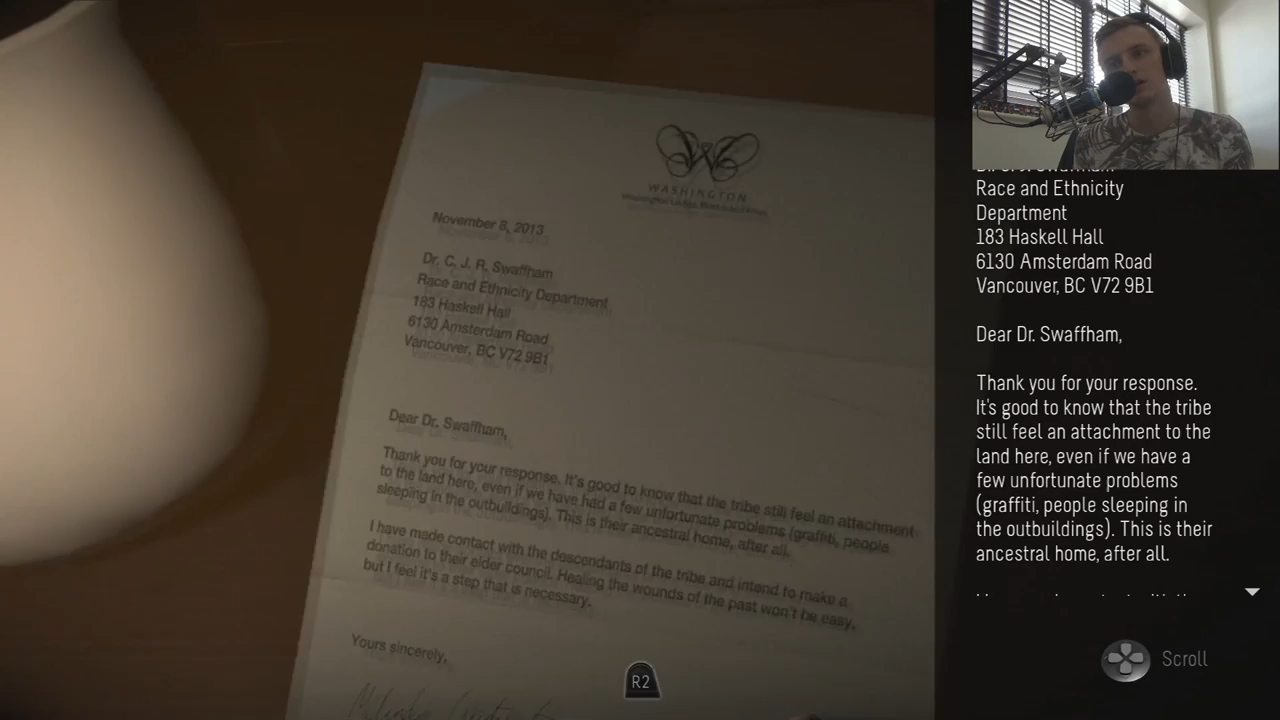 W
WASHINGTON
November 8, 2013
Dr. C. J. R. Swaffham
Race and Ethnicity Department
183 Haskell Hall
6130 Amsterdam Road
Vancouver, BC V72 9B1
Dear Dr. Swaffham,
Thank you for your response. It's good to know that the tribe still feel an attachment
to the land here, even if we have had a few unfortunate problems (graffiti, people
sleeping in the outbuildings). This is their ancestral home, after all.
I have made contact with the descendants of the tribe and intend to make a
donation to their elder council. Healing the wounds of the past won't be easy,
but I feel it's a step that is necessary.
Yours sincerely,
R2
Race and Ethnicity
Department
183 Haskell Hall
6130 Amsterdam Road
Vancouver, BC V72 9B1
Dear Dr. Swaffham,
Thank you for your response.
It's good to know that the tribe
still feel an attachment to the
land here, even if we have a
few unfortunate problems
(graffiti, people sleeping in
the outbuildings). This is their
ancestral home, after all.
Scroll